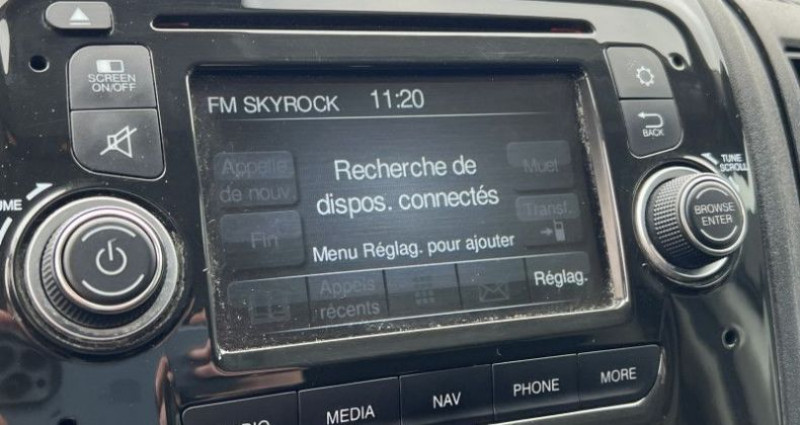 SCREEN
ON/OFF
FM SKYROCK 11:20
BACK
TUNE
SCROLL
Appelle
de nouv
Recherche de
dispos. connectés
Muet
Transf.
BROWSE
ENTER
Fin
Menu Réglag. pour ajouter
Appels
récents
Réglag.
MEDIA
NAV
PHONE
MORE